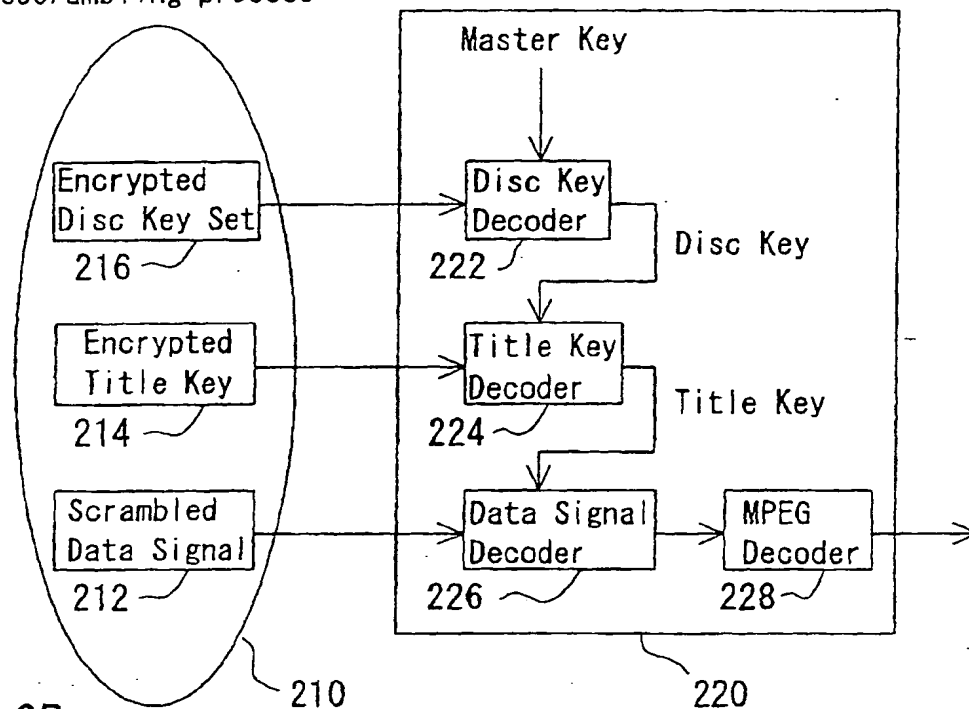 Master Key
Encrypted
Disc Key Set
216
Disc Key
Decoder
222
Disc Key
Encrypted
Title Key
214
Title Key
Decoder
224
Title Key
Scrambled
Data Signal
212
Data Signal
Decoder
226
MPEG
Decoder
228
210
220